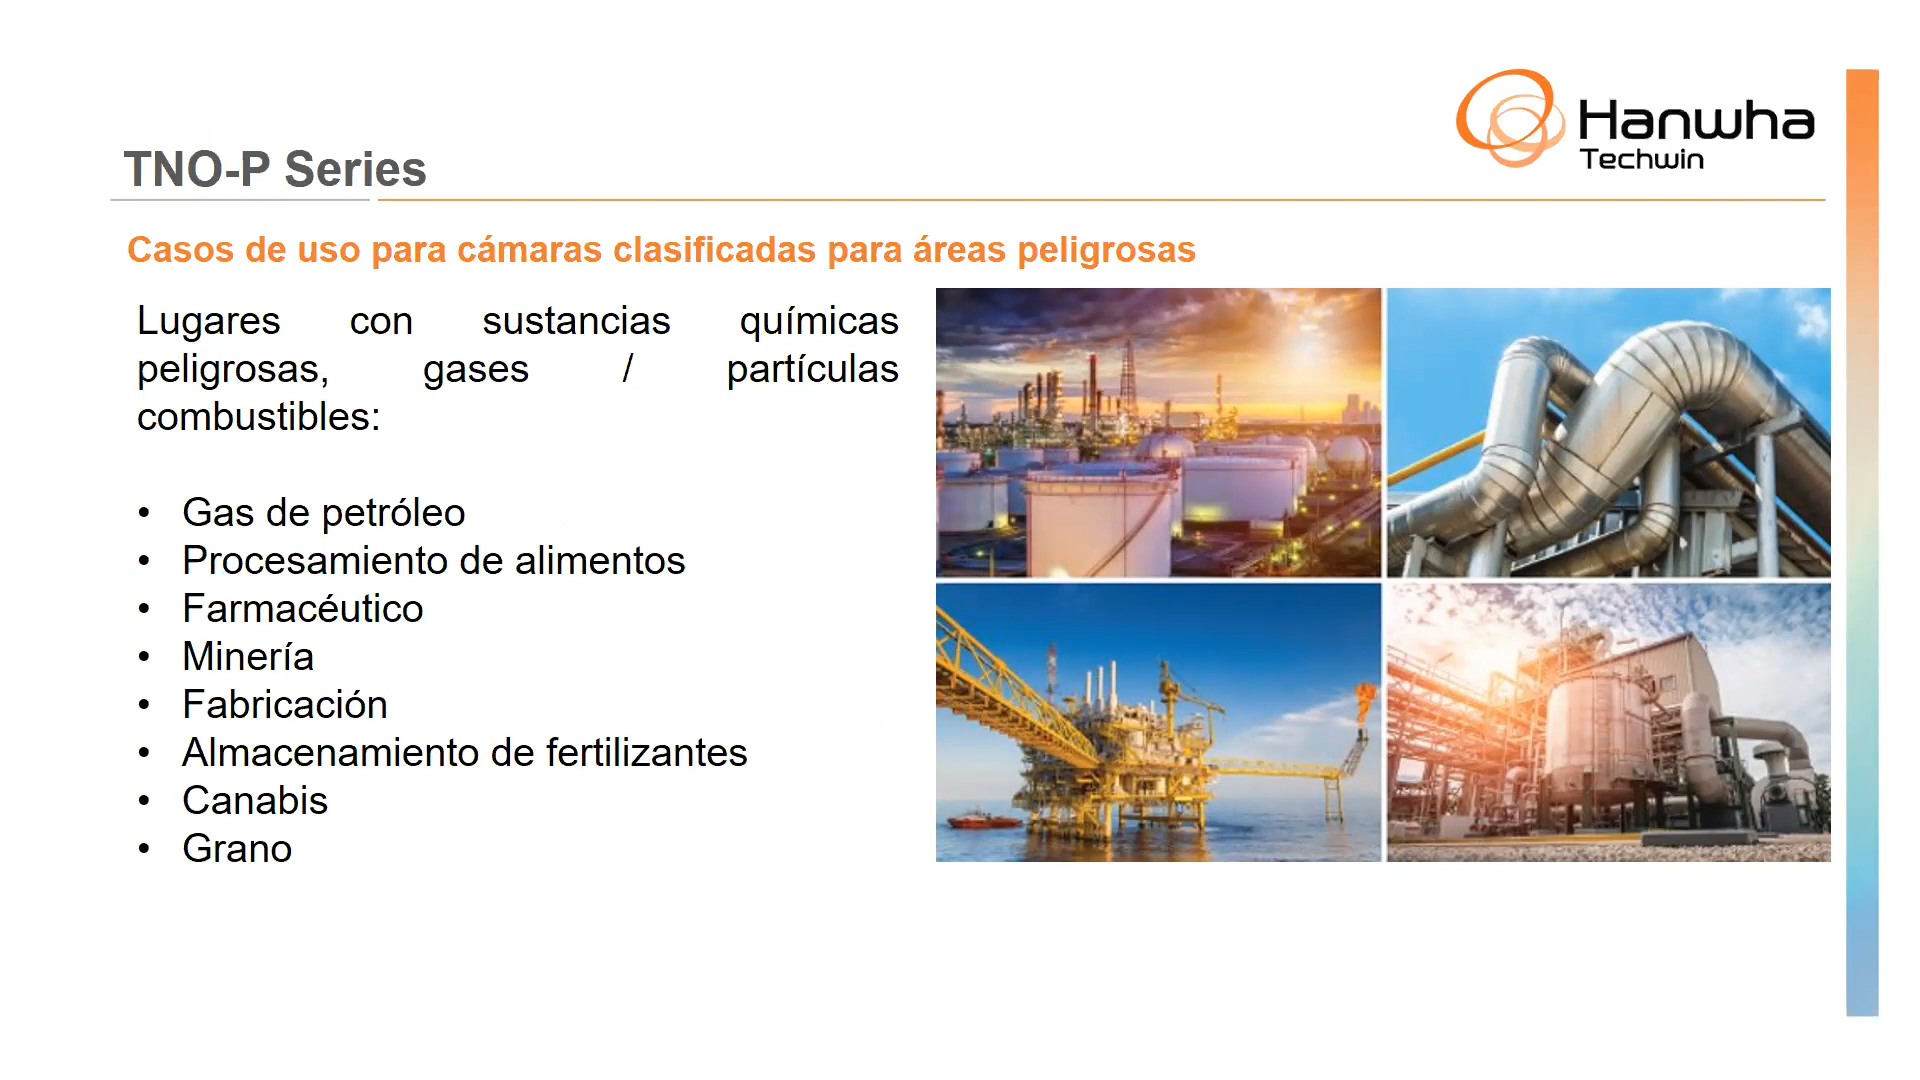 Hanwha
Techwin
TNO-P Series
Casos de uso para cámaras clasificadas para áreas peligrosas
Lugares con sustancias químicas
peligrosas, gases / partículas
combustibles:
• Gas de petróleo
• Procesamiento de alimentos
• Farmacéutico
• Minería
• Fabricación
• Almacenamiento de fertilizantes
• Canabis
• Grano